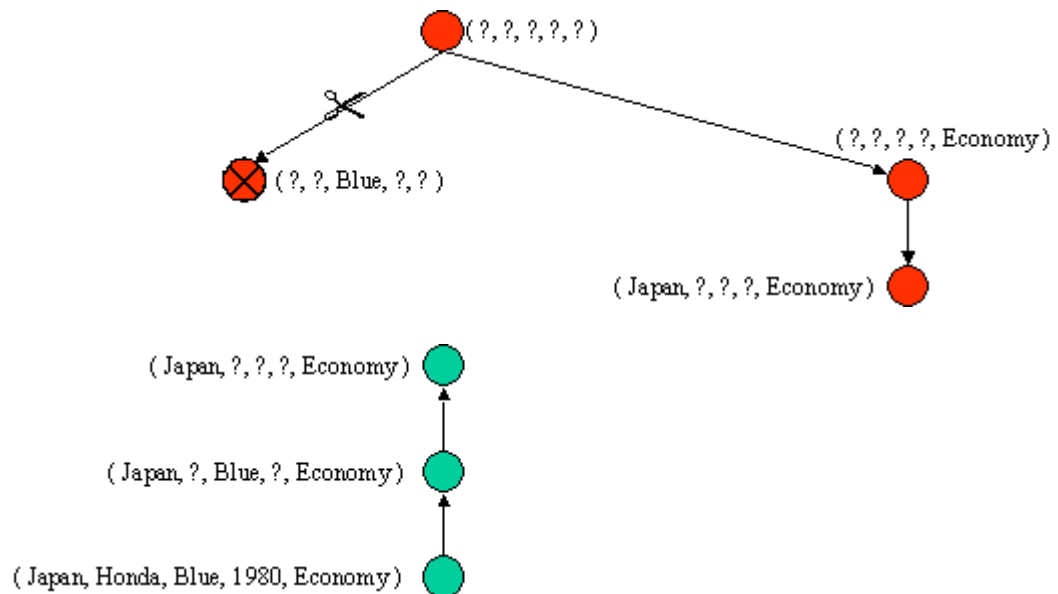 ( ?, ?, ?, ?, ? )
( ?, ?, ?, ?, Economy )
( ?, ?, Blue, ?, ? )
( Japan, ?, ?, ?, Economy )
( Japan, ?, ?, ?, Economy )
( Japan, ?, Blue, ?, Economy )
( Japan, Honda, Blue, 1980, Economy )